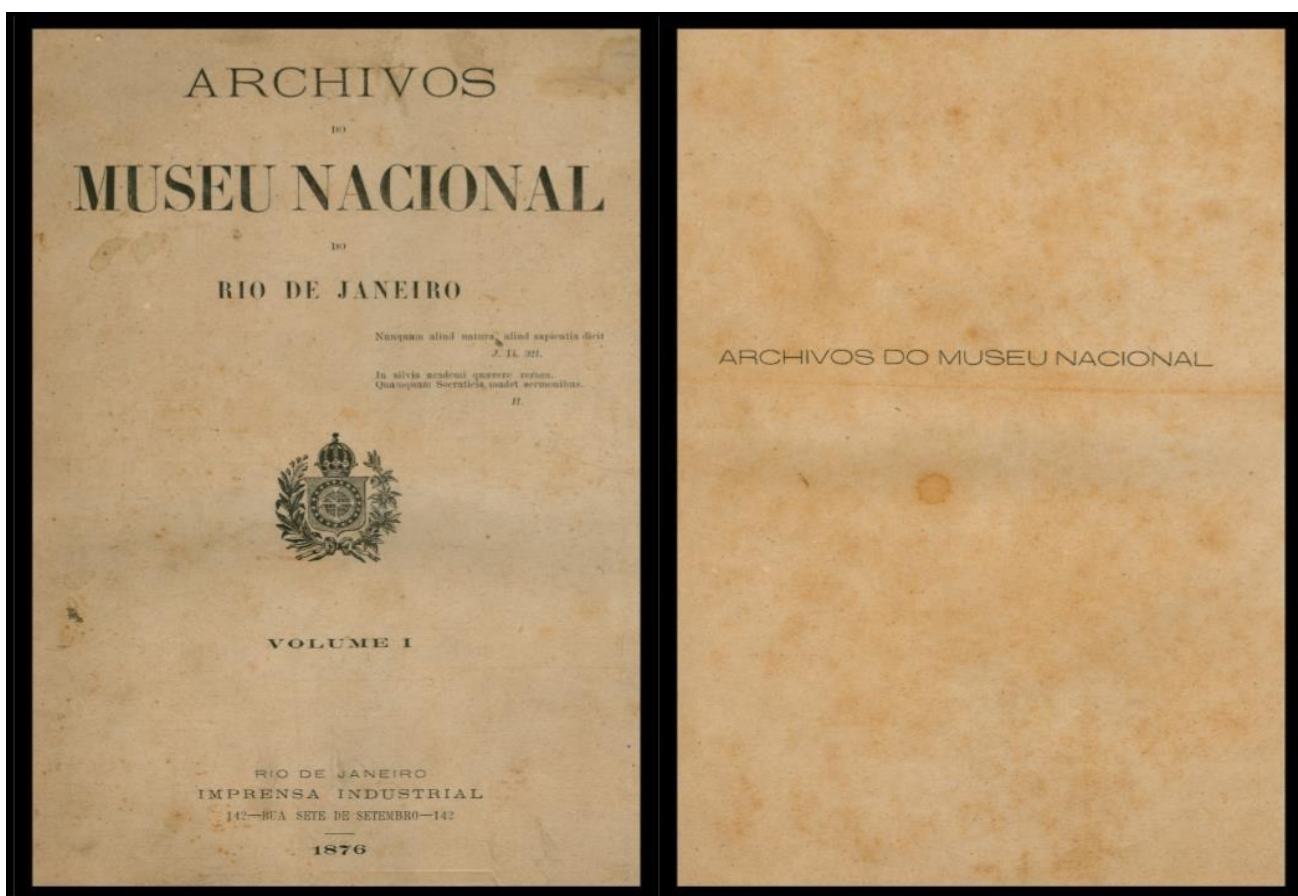 ARCHIVOS
DO
MUSEU NACIONAL
DO
RIO DE JANEIRO
Nunquam aliud natura, aliud sapientia dicit
J. 14. 321.
In silvis academi quærere verum.
Quamquam Socraticis madet sermonibus.
H.
VOLUME I
RIO DE JANEIRO
IMPRENSA INDUSTRIAL
142—RUA SETE DE SETEMBRO—142
1876
ARCHIVOS DO MUSEU NACIONAL